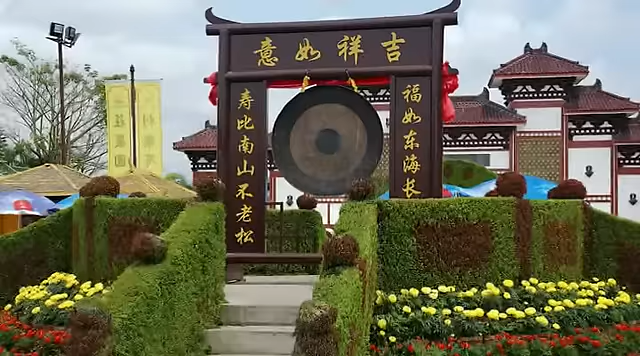 意如祥吉
福如东海长
寿比南山不老松